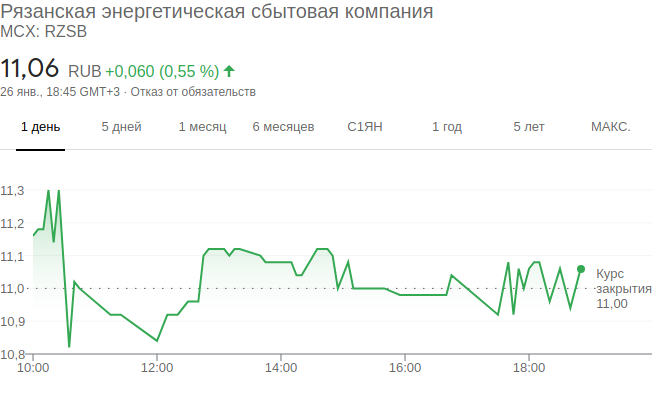 Рязанская энергетическая сбытовая компания
MCX: RZSB
11,06 RUB +0,060 (0,55 %)
26 янв., 18:45 GMT+3 · Отказ от обязательств
1 день 5 дней 1 месяц 6 месяцев С1ЯН 1 год 5 лет МАКС.
11,3
11,2
11,1
11,0
10,9
10,8
Курс
закрытия
11,00
10:00 12:00 14:00 16:00 18:00